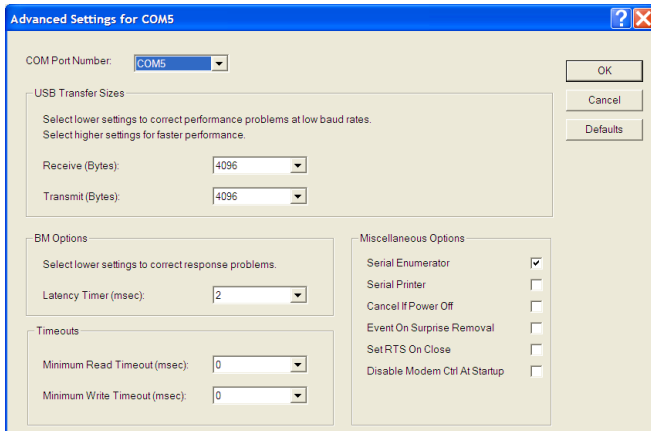 Advanced Settings for COM5
COM Port Number: COM5
OK
Cancel
Defaults
USB Transfer Sizes
Select lower settings to correct performance problems at low baud rates.
Select higher settings for faster performance.
Receive (Bytes): 4096
Transmit (Bytes): 4096
BM Options
Select lower settings to correct response problems.
Latency Timer (msec): 2
Timeouts
Minimum Read Timeout (msec): 0
Minimum Write Timeout (msec): 0
Miscellaneous Options
Serial Enumerator
Serial Printer
Cancel If Power Off
Event On Surprise Removal
Set RTS On Close
Disable Modem Ctrl At Startup